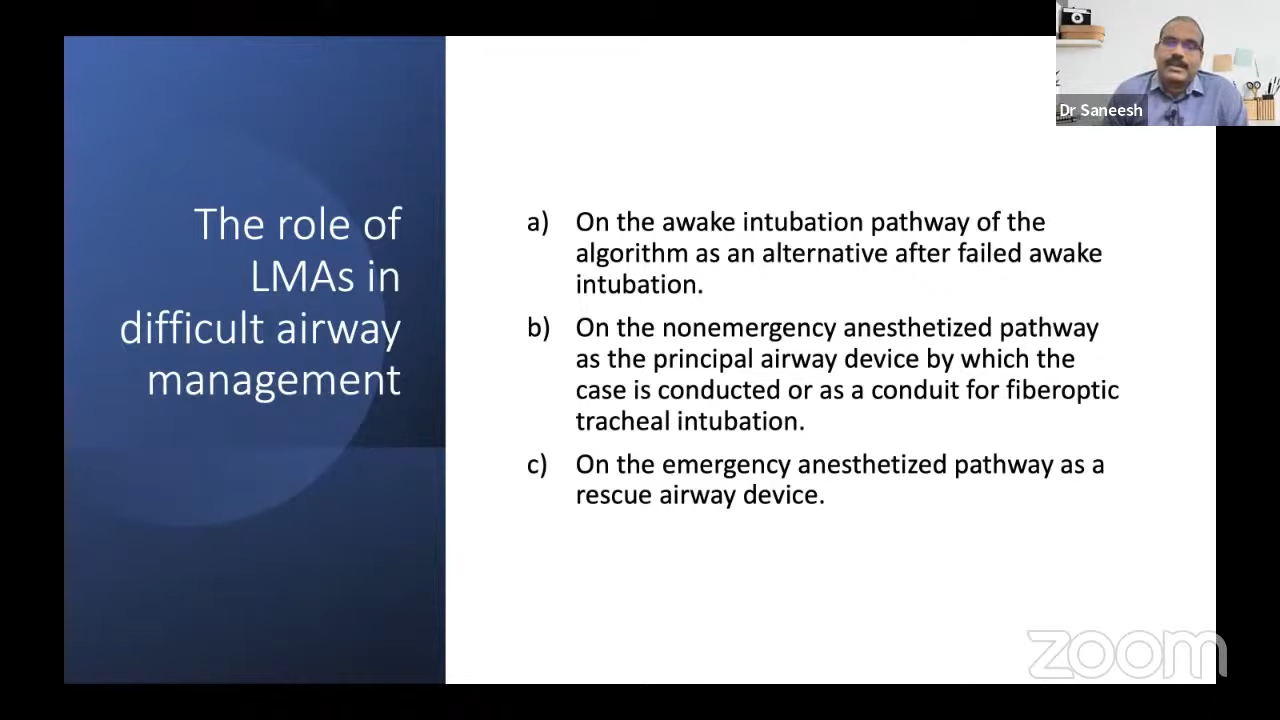 The role of
LMAs in
difficult airway
management
a) On the awake intubation pathway of the
algorithm as an alternative after failed awake
intubation.
b) On the nonemergency anesthetized pathway
as the principal airway device by which the
case is conducted or as a conduit for fiberoptic
tracheal intubation.
c) On the emergency anesthetized pathway as a
rescue airway device.
Dr Saneesh
zoom